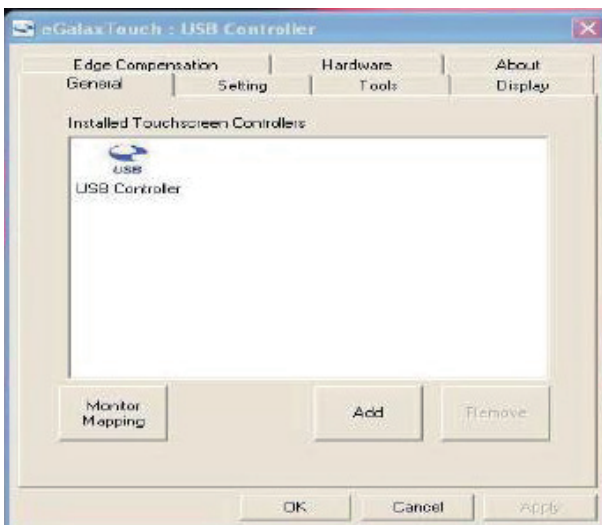 eGalaxTouch : USB Controller
Edge Compensation Hardware About
General Setting Tools Display
Installed Touchscreen Controllers
USB
USB Controller
Monitor Mapping Add Remove
OK Cancel Apply